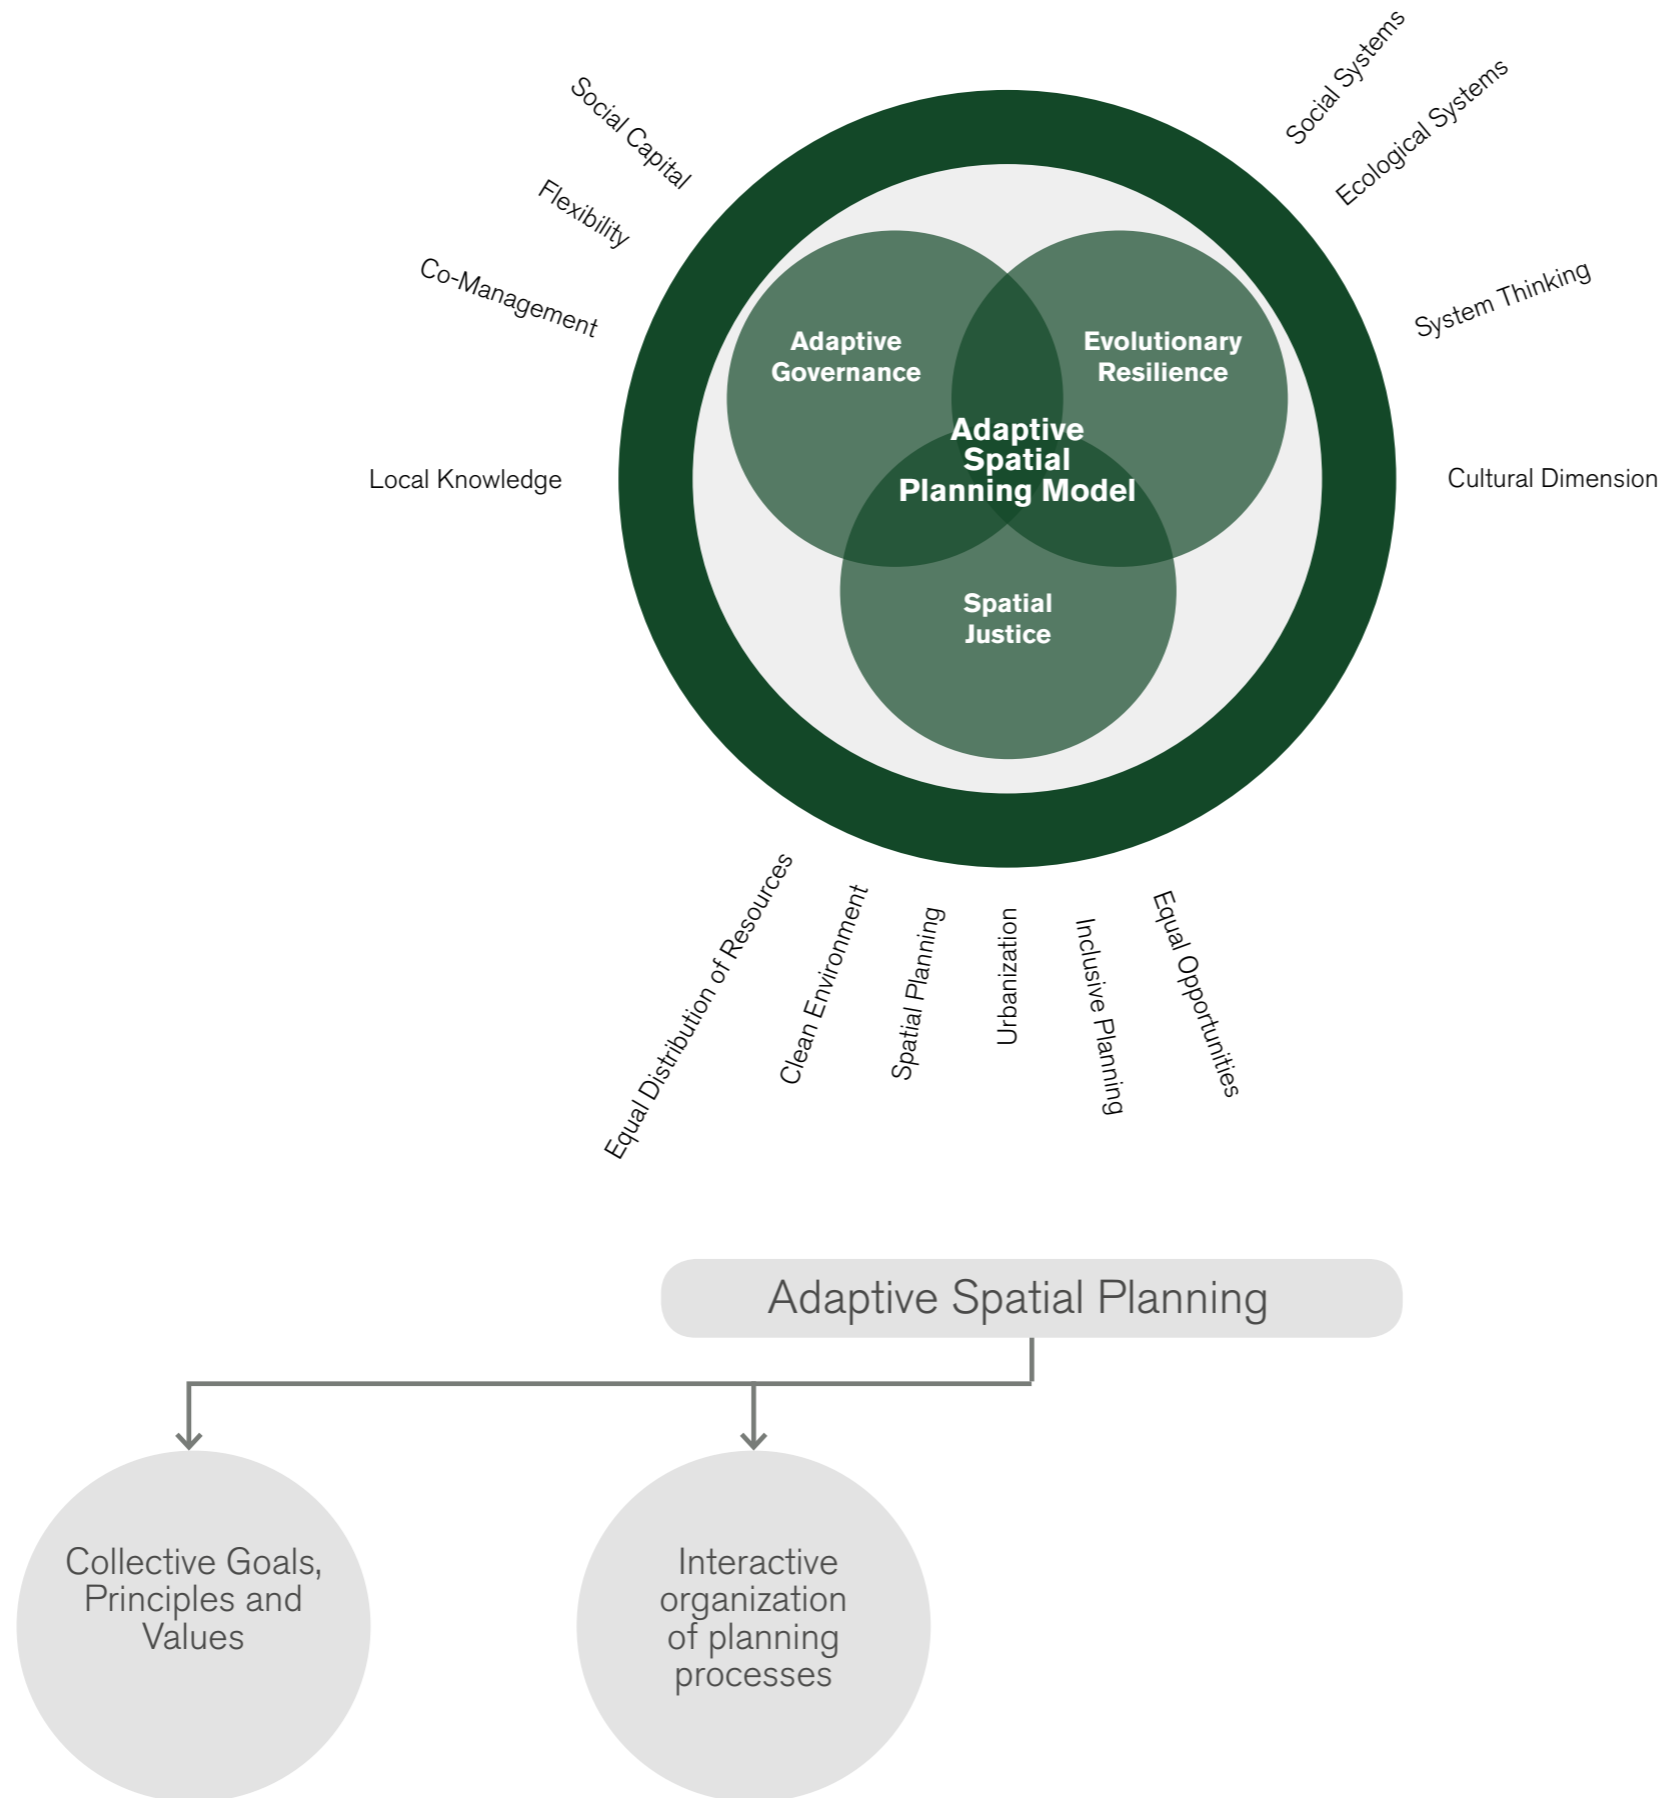 Social Capital
Flexibility
Co-Management
Local Knowledge
Social Systems
Ecological Systems
System Thinking
Cultural Dimension
Adaptive
Governance
Evolutionary
Resilience
Adaptive
Spatial
Planning Model
Spatial
Justice
Equal Distribution of Resources
Clean Environment
Spatial Planning
Urbanization
Inclusive Planning
Equal Opportunities
Adaptive Spatial Planning
Collective Goals,
Principles and
Values
Interactive
organization
of planning
processes